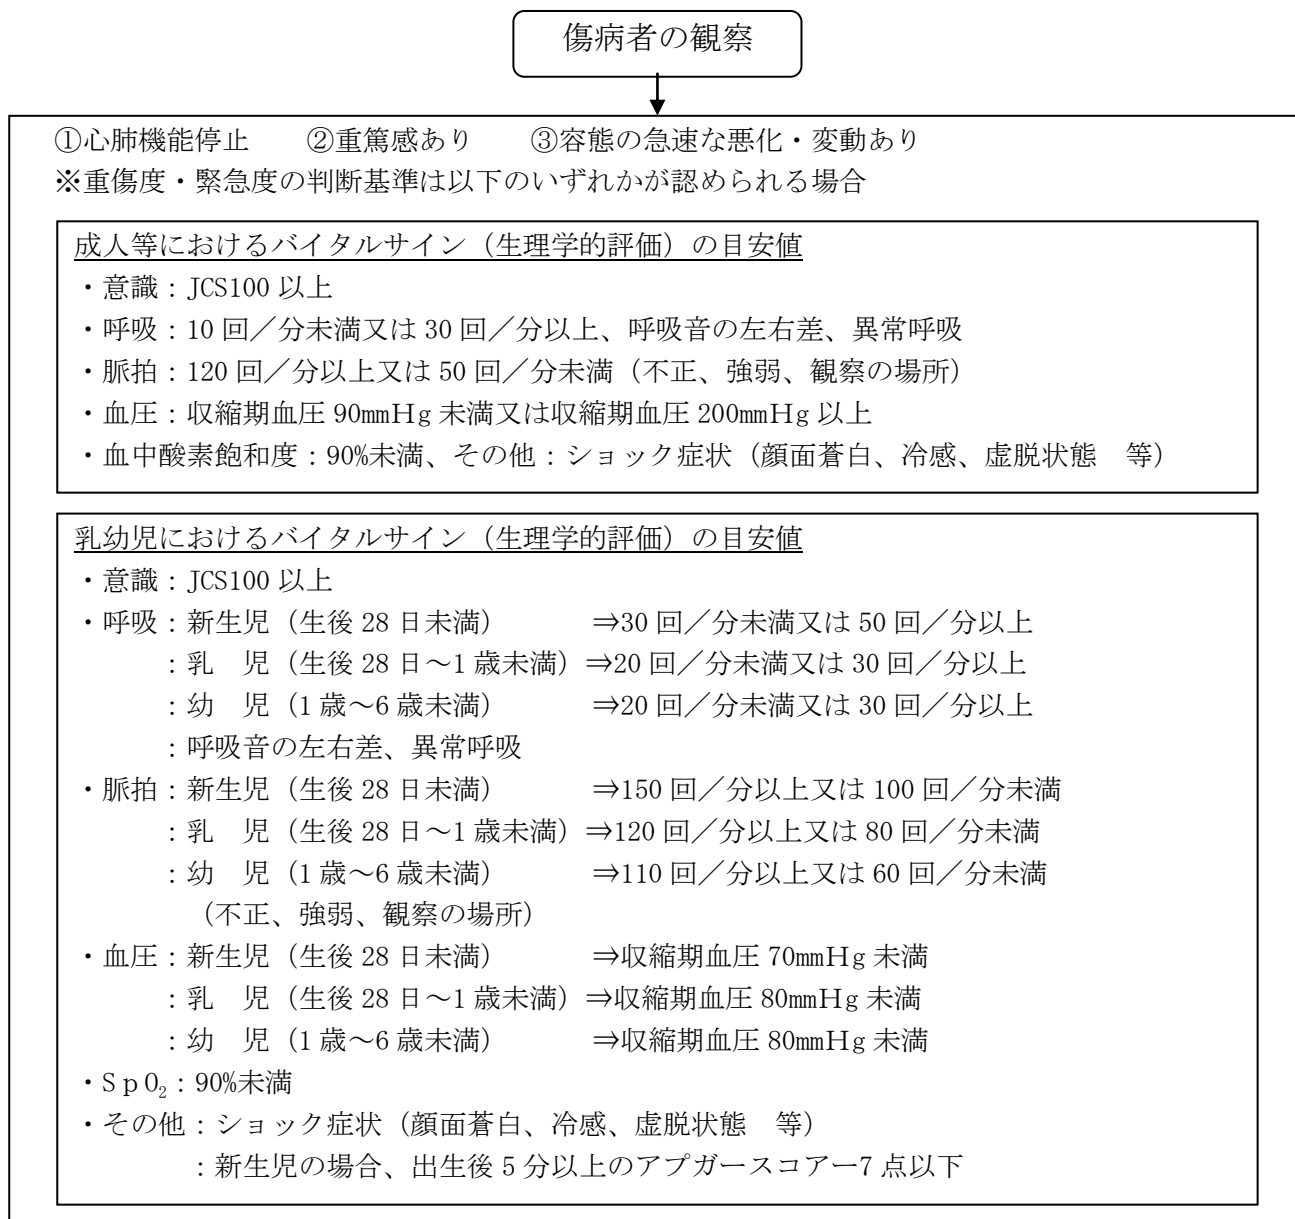 傷病者の観察
①心肺機能停止　　②重篤感あり　　③容態の急速な悪化・変動あり
※重傷度・緊急度の判断基準は以下のいずれかが認められる場合
成人等におけるバイタルサイン（生理学的評価）の目安値
・意識：JCS100 以上
・呼吸：10 回／分未満又は 30 回／分以上、呼吸音の左右差、異常呼吸
・脈拍：120 回／分以上又は 50 回／分未満（不正、強弱、観察の場所）
・血圧：収縮期血圧 90mmHg 未満又は収縮期血圧 200mmHg 以上
・血中酸素飽和度：90%未満、その他：ショック症状（顔面蒼白、冷感、虚脱状態　等）
乳幼児におけるバイタルサイン（生理学的評価）の目安値
・意識：JCS100 以上
・呼吸：新生児（生後 28 日未満）　　　　⇒30 回／分未満又は 50 回／分以上
：乳　児（生後 28 日～1 歳未満）⇒20 回／分未満又は 30 回／分以上
：幼　児（1 歳～6 歳未満）　　　　⇒20 回／分未満又は 30 回／分以上
：呼吸音の左右差、異常呼吸
・脈拍：新生児（生後 28 日未満）　　　　⇒150 回／分以上又は 100 回／分未満
：乳　児（生後 28 日～1 歳未満）⇒120 回／分以上又は 80 回／分未満
：幼　児（1 歳～6 歳未満）　　　　⇒110 回／分以上又は 60 回／分未満
（不正、強弱、観察の場所）
・血圧：新生児（生後 28 日未満）　　　　⇒収縮期血圧 70mmHg 未満
：乳　児（生後 28 日～1 歳未満）⇒収縮期血圧 80mmHg 未満
：幼　児（1 歳～6 歳未満）　　　　⇒収縮期血圧 80mmHg 未満
・SpO₂：90%未満
・その他：ショック症状（顔面蒼白、冷感、虚脱状態　等）
：新生児の場合、出生後 5 分以上のアプガースコアー7 点以下